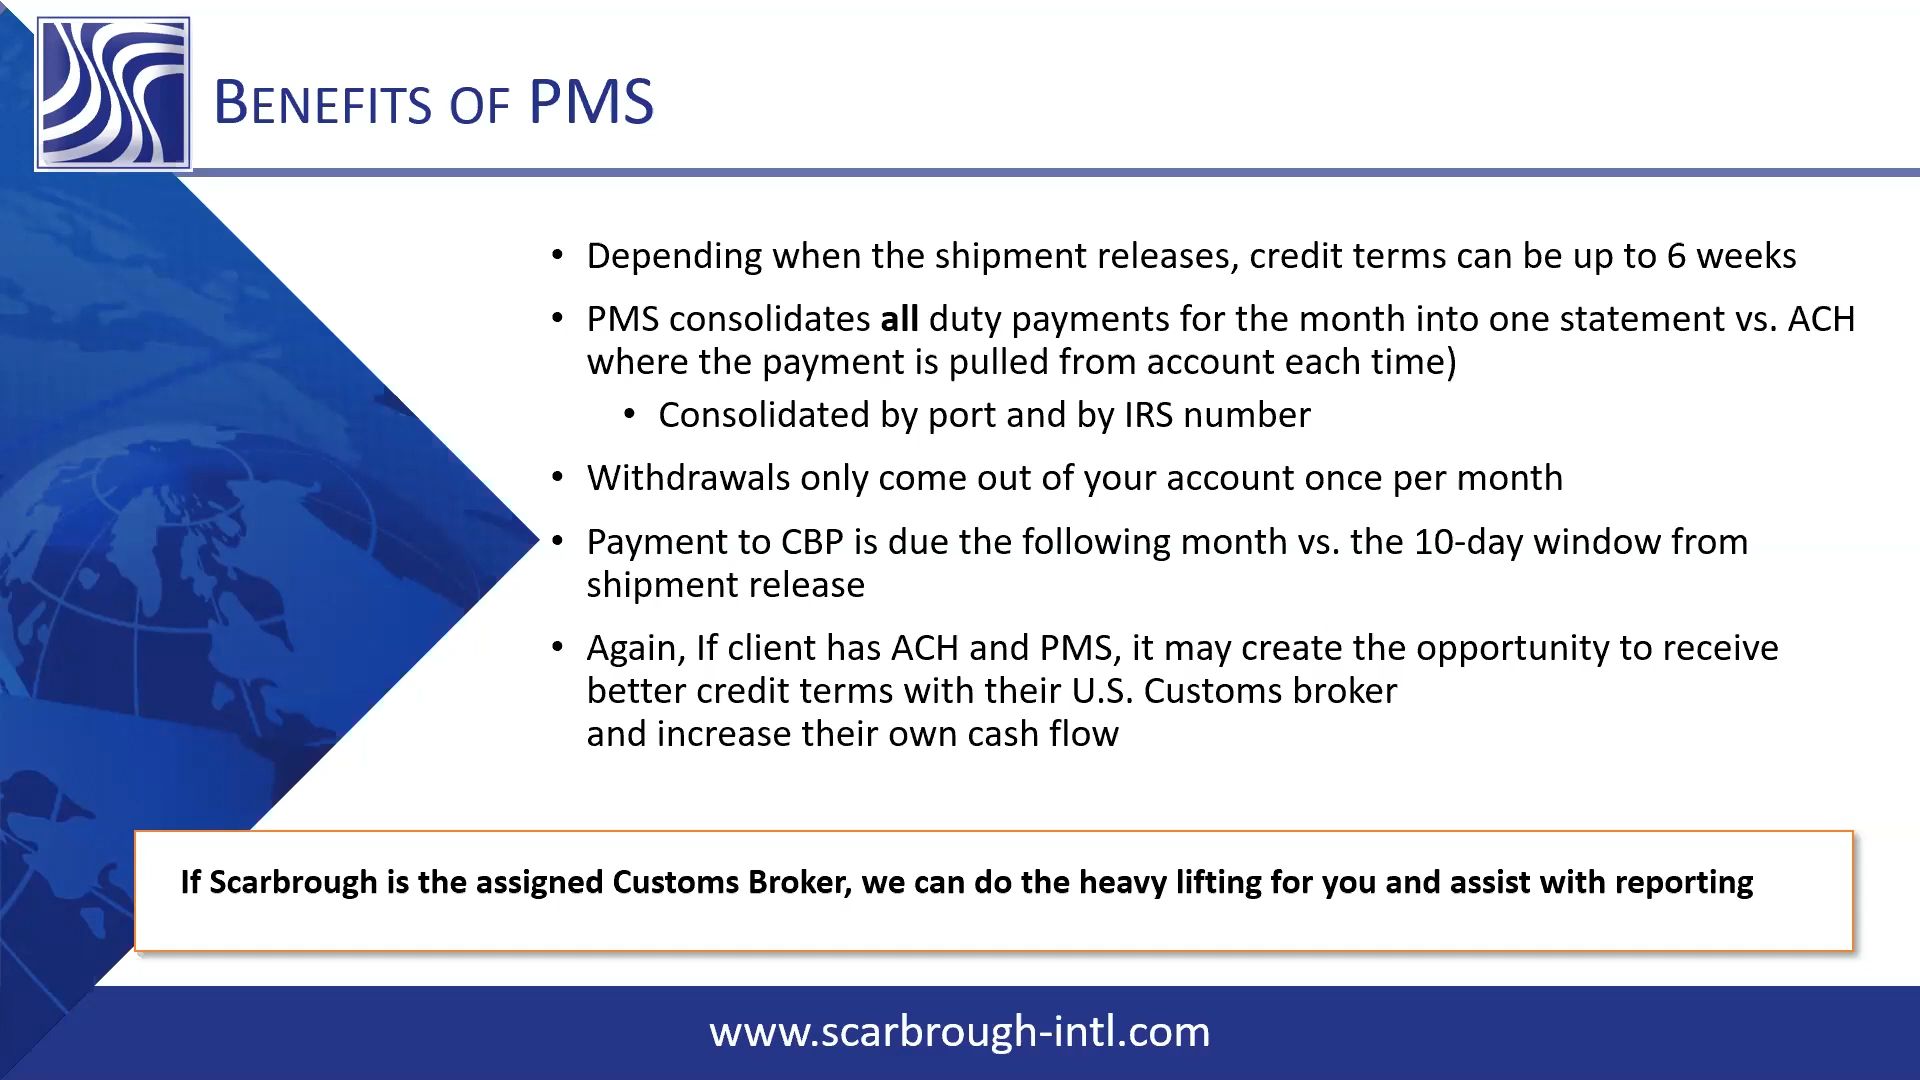 BENEFITS OF PMS
• Depending when the shipment releases, credit terms can be up to 6 weeks
• PMS consolidates all duty payments for the month into one statement vs. ACH
where the payment is pulled from account each time)
• Consolidated by port and by IRS number
• Withdrawals only come out of your account once per month
• Payment to CBP is due the following month vs. the 10-day window from
shipment release
• Again, If client has ACH and PMS, it may create the opportunity to receive
better credit terms with their U.S. Customs broker
and increase their own cash flow
If Scarbrough is the assigned Customs Broker, we can do the heavy lifting for you and assist with reporting
www.scarbrough-intl.com